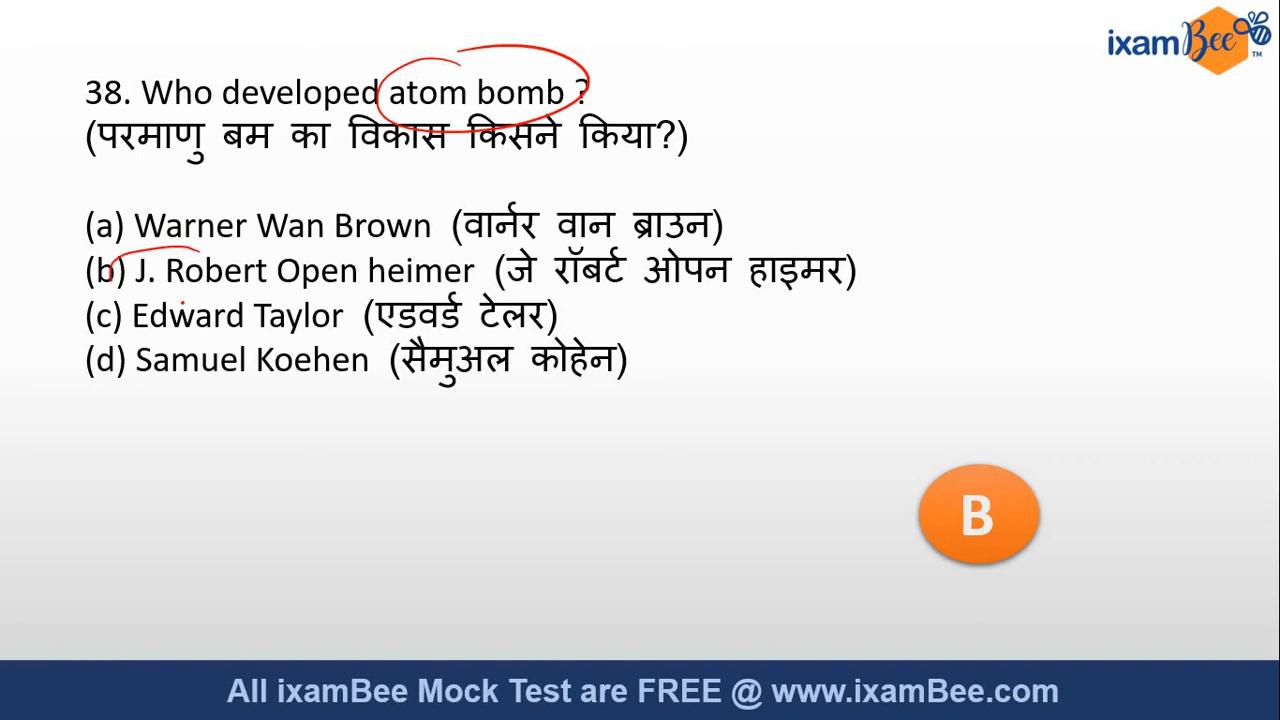 ixamBee™
38. Who developed atom bomb ?
(परमाणु बम का विकास किसने किया?)
(a) Warner Wan Brown (वार्नर वान ब्राउन)
(b) J. Robert Open heimer (जे रॉबर्ट ओपन हाइमर)
(c) Edward Taylor (एडवर्ड टेलर)
(d) Samuel Koehen (सैमुअल कोहेन)
B
All ixamBee Mock Test are FREE @ www.ixamBee.com